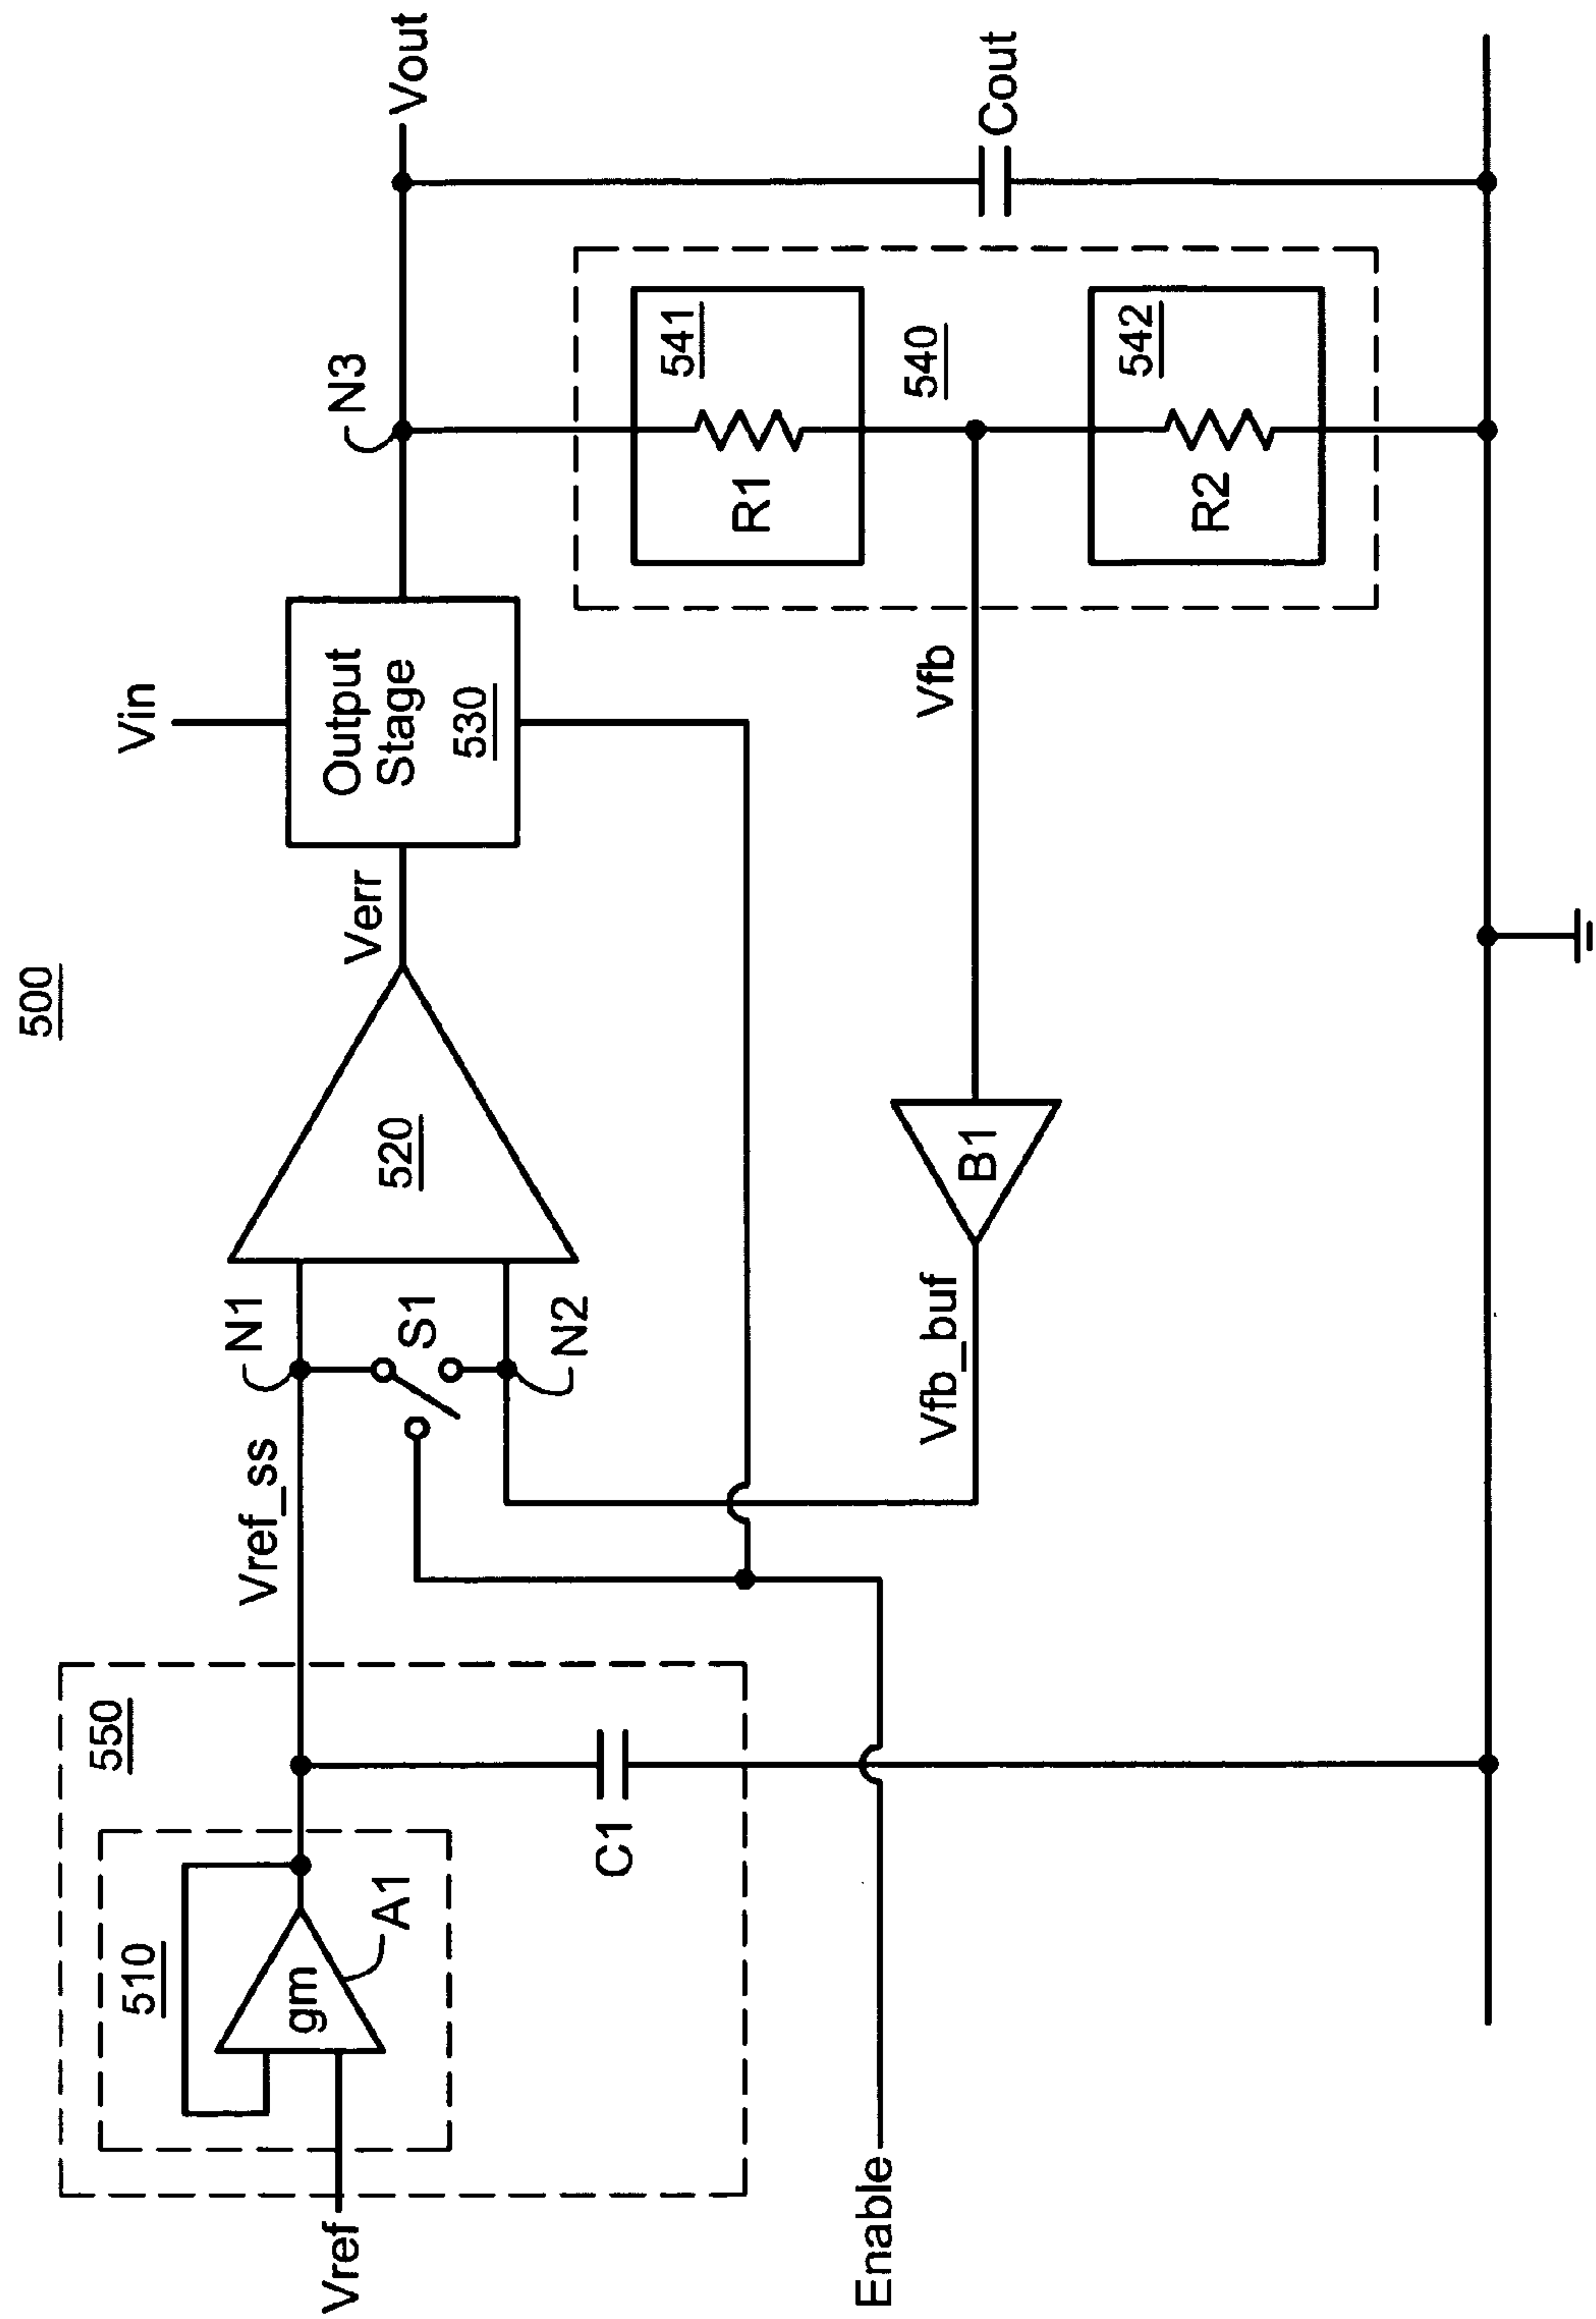 500
Vin
N3
Vout
Output
Stage
530
Verr
520
N1
S1
N2
Vref_ss
550
510
gm
A1
Vref
C1
Enable
Vfb_buf
B1
Vfb
541
R1
540
542
R2
Cout